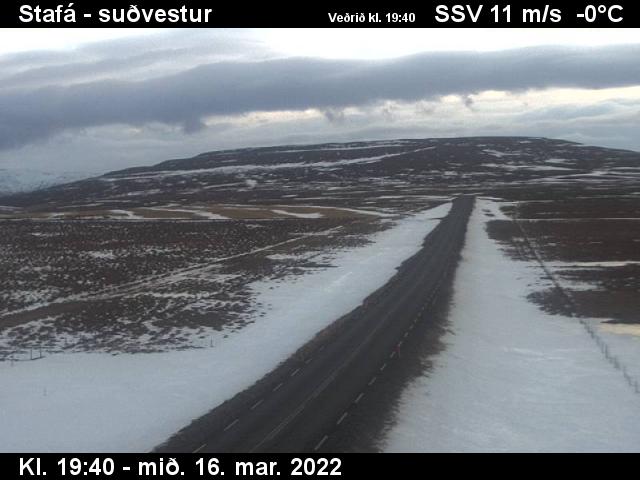 Stafá - suðvestur Veðrið kl. 19:40 SSV 11 m/s -0°C
Kl. 19:40 - mið. 16. mar. 2022